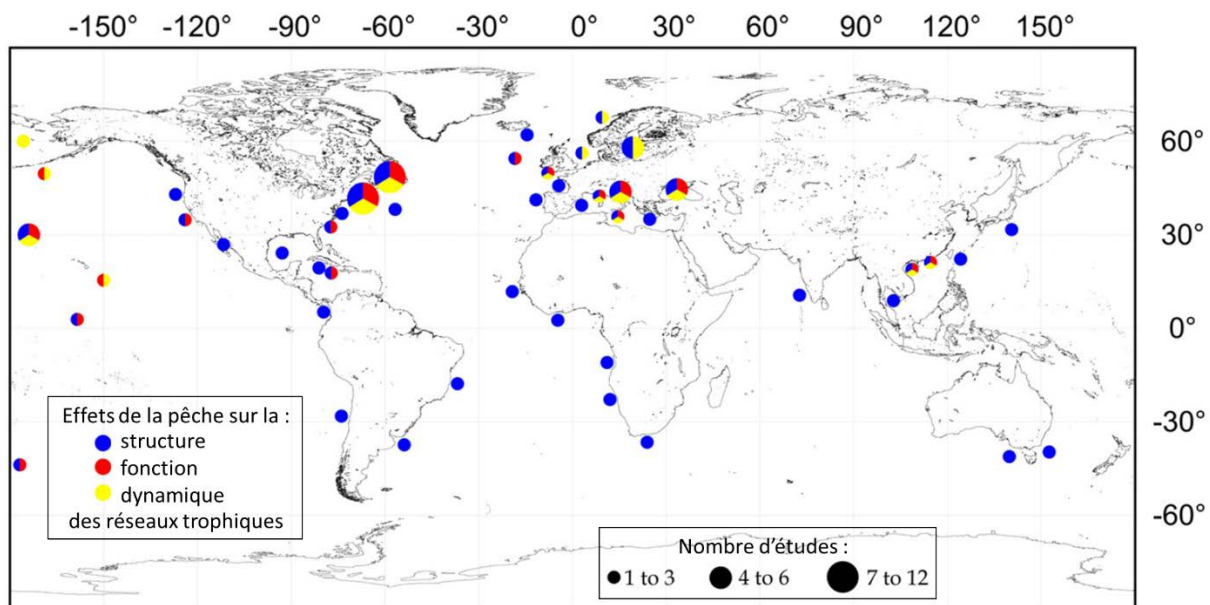 -150° -120° -90° -60° -30° 0° 30° 60° 90° 120° 150°
60°
30°
0°
-30°
-60°
Effets de la pêche sur la :
structure
fonction
dynamique
des réseaux trophiques
Nombre d'études :
1 to 3 4 to 6 7 to 12